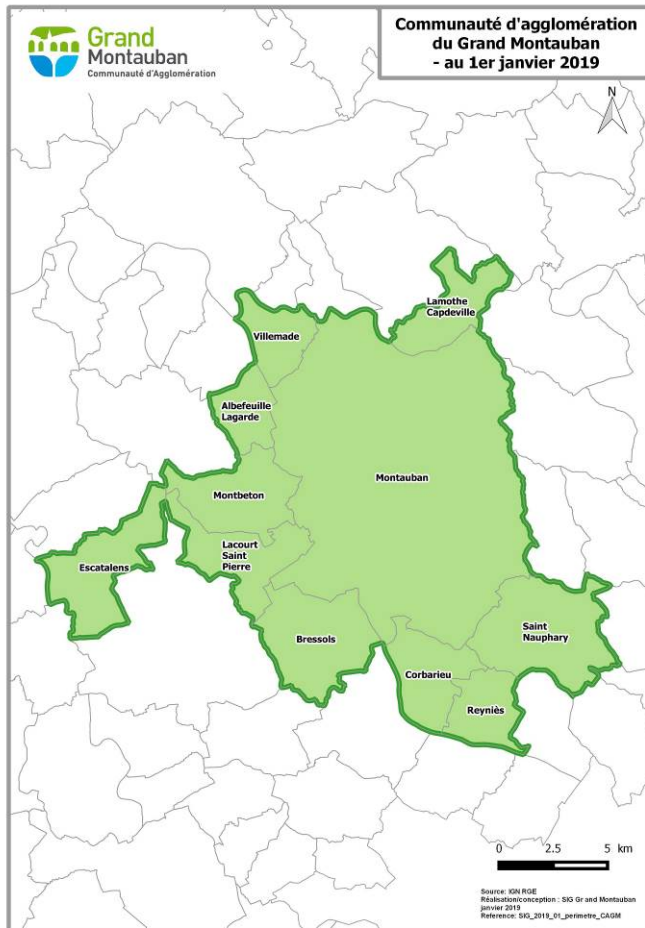 Grand
Montauban
Communauté d'Agglomération
Communauté d'agglomération
du Grand Montauban
- au 1er janvier 2019
N
Lamothe
Capdeville
Villemade
Albefeuille
Lagarde
Montauban
Montbeton
Lacourt
Saint
Pierre
Escatalens
Saint
Nauphary
Bressols
Corbarieu
Reyniès
0 2.5 5 km
Source: IGN RGE
Réalisation/conception : SIG Gr and Montauban
janvier 2019
Reference: SIG_2019_01_perimetre_CAGM